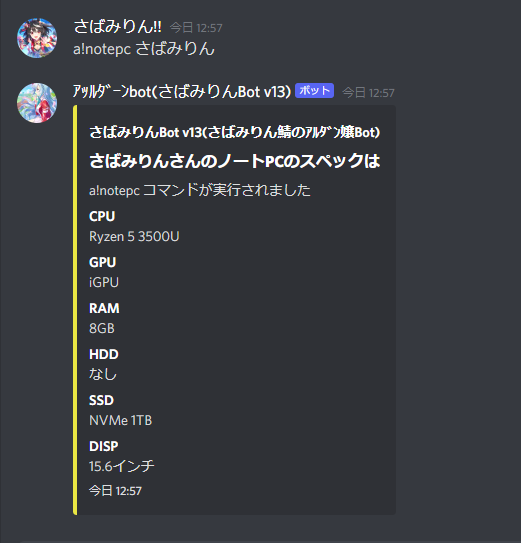 さばみりん!! 今日 12:57
a!notepc さばみりん
ｱｯﾙﾀﾞｰﾝbot(さばみりんBot v13) ボット 今日 12:57
さばみりんBot v13(さばみりん鯖のｱﾙﾀﾞﾝ嬢Bot)
さばみりんさんのノートPCのスペックは
a!notepc コマンドが実行されました
CPU
Ryzen 5 3500U
GPU
iGPU
RAM
8GB
HDD
なし
SSD
NVMe 1TB
DISP
15.6インチ
今日 12:57